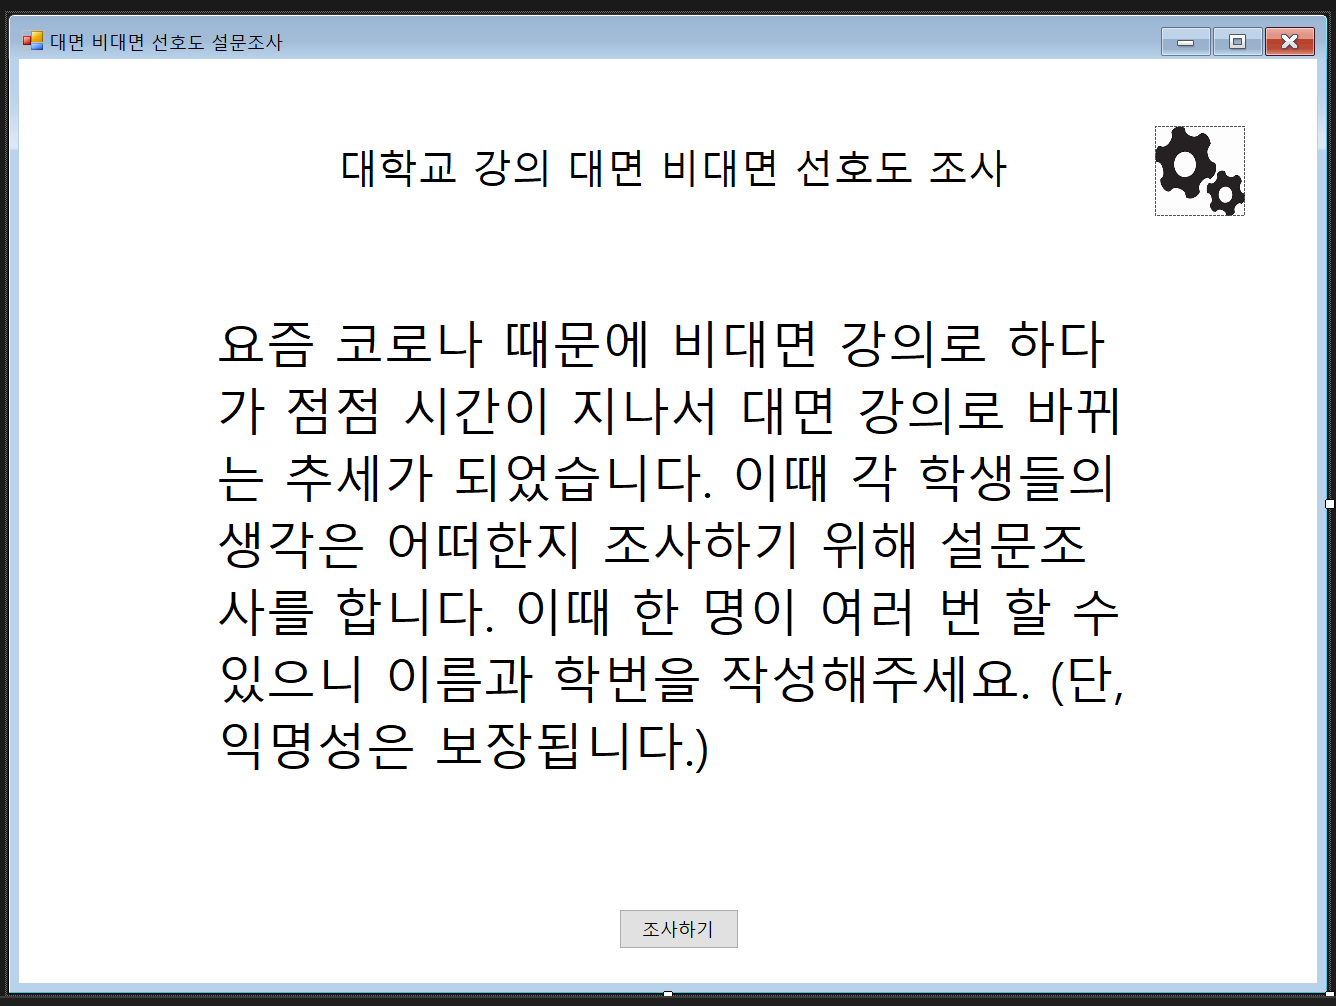 대면 비대면 선호도 설문조사
대학교 강의 대면 비대면 선호도 조사
요즘 코로나 때문에 비대면 강의로 하다
가 점점 시간이 지나서 대면 강의로 바뀌
는 추세가 되었습니다. 이때 각 학생들의
생각은 어떠한지 조사하기 위해 설문조
사를 합니다. 이때 한 명이 여러 번 할 수
있으니 이름과 학번을 작성해주세요. (단,
익명성은 보장됩니다.)
조사하기